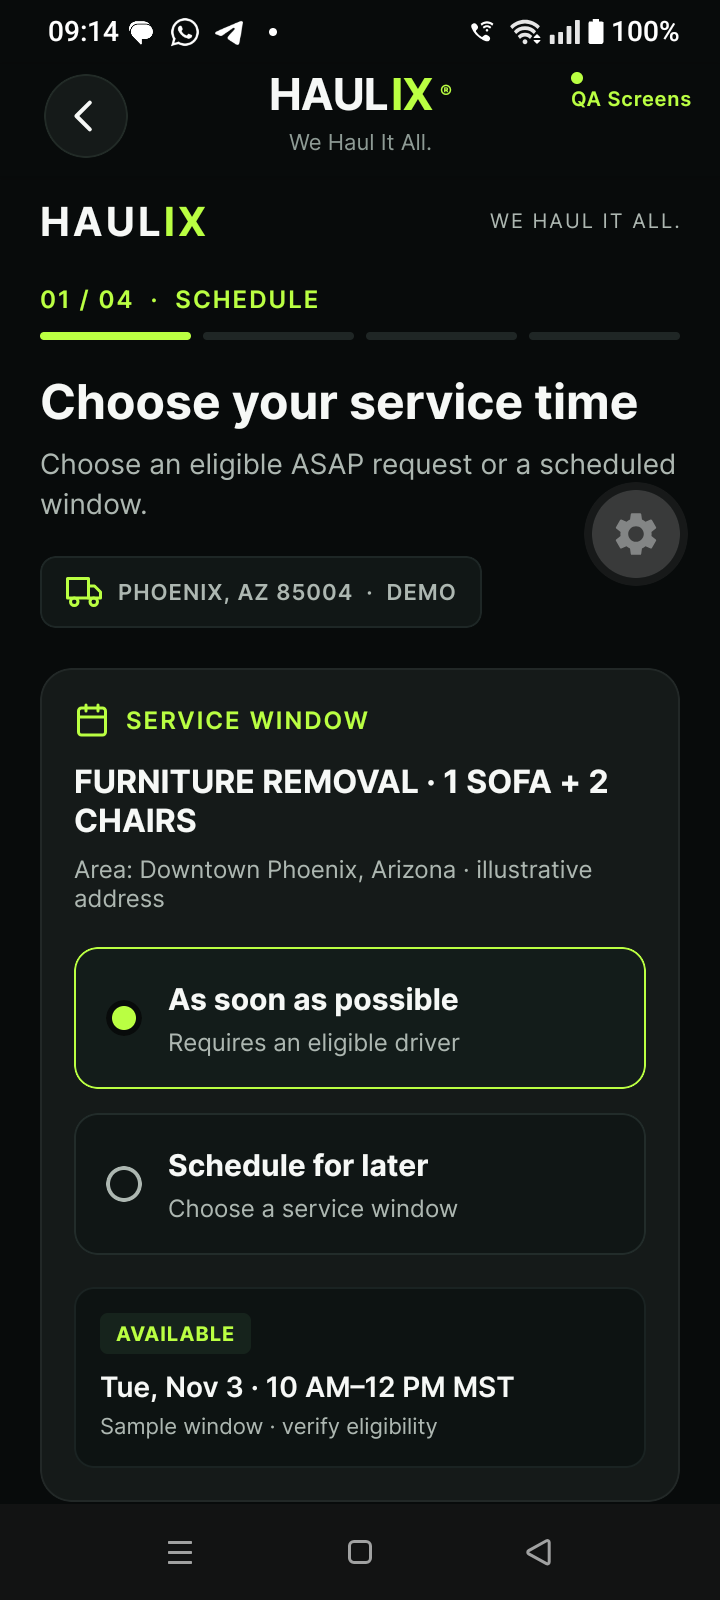 09:14
100%
HAULIX ®
QA Screens
We Haul It All.
HAULIX
WE HAUL IT ALL.
01 / 04 · SCHEDULE
Choose your service time
Choose an eligible ASAP request or a scheduled
window.
PHOENIX, AZ 85004 · DEMO
SERVICE WINDOW
FURNITURE REMOVAL · 1 SOFA + 2
CHAIRS
Area: Downtown Phoenix, Arizona · illustrative
address
As soon as possible
Requires an eligible driver
Schedule for later
Choose a service window
AVAILABLE
Tue, Nov 3 · 10 AM–12 PM MST
Sample window · verify eligibility